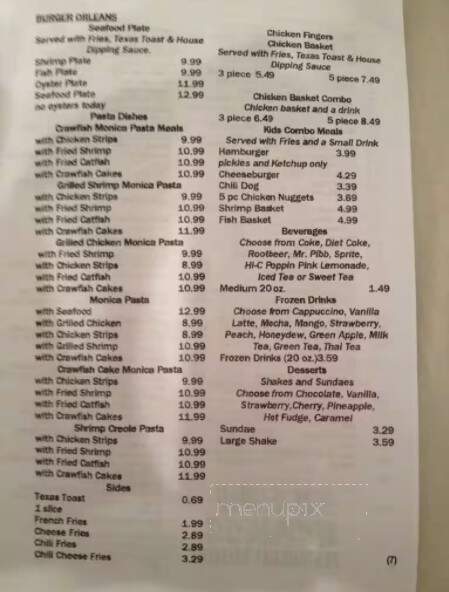 BURGER ORLEANS
Seafood Plate
Served with Fries, Texas Toast & House
Dipping Sauce.
Shrimp Plate 9.99
Fish Plate 9.99
Oyster Plate 11.99
Seafood Plate 12.99
no oysters today
Pasta Dishes
Crawfish Monica Pasta Meals
with Chicken Strips 9.99
with Fried Shrimp 10.99
with Fried Catfish 10.99
with Crawfish Cakes 10.99
Grilled Shrimp Monica Pasta
with Chicken Strips 9.99
with Fried Shrimp 10.99
with Fried Catfish 10.99
with Crawfish Cakes 11.99
Grilled Chicken Monica Pasta
with Fried Shrimp 9.99
with Chicken Strips 8.99
with Fried Catfish 10.99
with Crawfish Cakes 10.99
Monica Pasta
with Seafood 12.99
with Grilled Chicken 8.99
with Chicken Strips 8.99
with Grilled Shrimp 10.99
with Crawfish Cakes 10.99
Crawfish Cake Monica Pasta
with Chicken Strips 9.99
with Fried Shrimp 10.99
with Fried Catfish 10.99
with Crawfish Cakes 11.99
Shrimp Creole Pasta
with Chicken Strips 9.99
with Fried Shrimp 10.99
with Fried Catfish 10.99
with Crawfish Cakes 11.99
Sides
Texas Toast 0.69
1 slice
French Fries 1.99
Cheese Fries 2.89
Chili Fries 2.89
Chili Cheese Fries 3.29
Chicken Fingers
Chicken Basket
Served with Fries, Texas Toast & House
Dipping Sauce
3 piece 5.49 5 piece 7.49
Chicken Basket Combo
Chicken basket and a drink
3 piece 6.49 5 piece 8.49
Kids Combo Meals
Served with Fries and a Small Drink
Hamburger 3.99
pickles and Ketchup only
Cheeseburger 4.29
Chili Dog 3.39
5 pc Chicken Nuggets 3.69
Shrimp Basket 4.99
Fish Basket 4.99
Beverages
Choose from Coke, Diet Coke,
Rootbeer, Mr. Pibb, Sprite,
Hi-C Poppin Pink Lemonade,
Iced Tea or Sweet Tea
Medium 20 oz. 1.49
Frozen Drinks
Choose from Cappuccino, Vanilla
Latte, Mocha, Mango, Strawberry,
Peach, Honeydew, Green Apple, Milk
Tea, Green Tea, Thai Tea
Frozen Drinks (20 oz.)3.59
Desserts
Shakes and Sundaes
Choose from Chocolate, Vanilla,
Strawberry,Cherry, Pineapple,
Hot Fudge, Caramel
Sundae 3.29
Large Shake 3.59
menupix
(7)